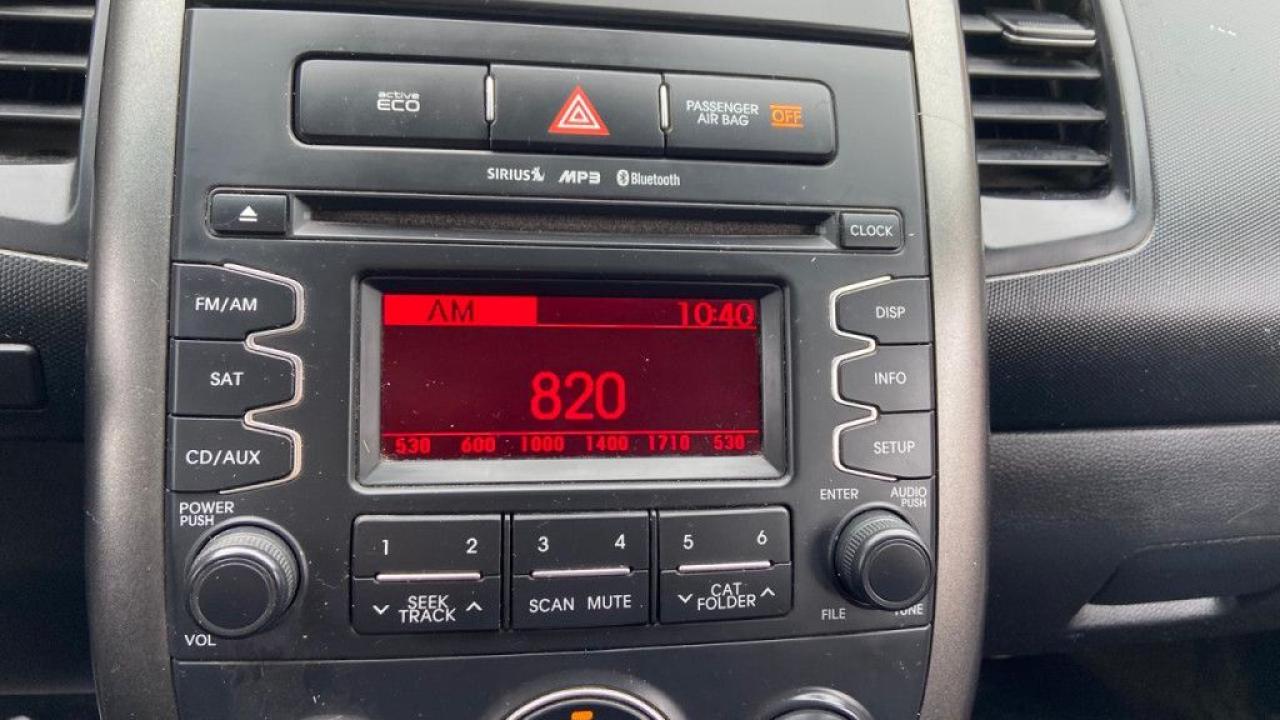 active
ECO
PASSENGER
AIR BAG OFF
SIRIUS MP3 Bluetooth
CLOCK
FM/AM
AM 10:40
DISP
SAT
820
INFO
530 600 1000 1400 1710 530
CD/AUX
SETUP
POWER
PUSH
ENTER
AUDIO
PUSH
1 2 3 4 5 6
SEEK
TRACK
SCAN MUTE
CAT
FOLDER
VOL
FILE
TUNE